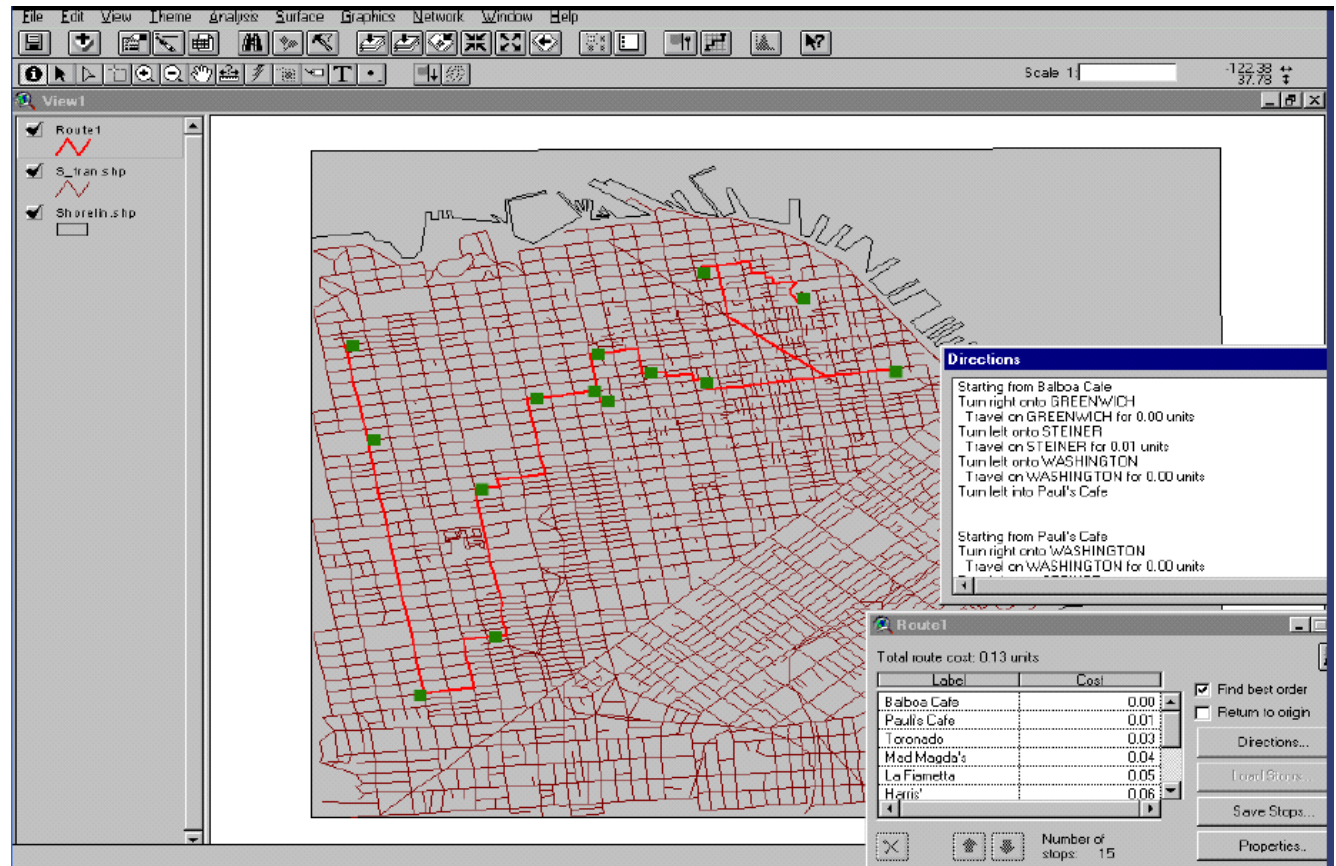 File Edit View Theme Analysis Surface Graphics Network Window Help
Scale 1:
-122.38
37.78
View1
Route1
S_tran.shp
Shorelin.shp
Directions
Starting from Balboa Cafe
Turn right onto GREENWICH
Travel on GREENWICH for 0.00 units
Turn left onto STEINER
Travel on STEINER for 0.01 units
Turn left onto WASHINGTON
Travel on WASHINGTON for 0.00 units
Turn left into Paul's Cafe
Starting from Paul's Cafe
Turn right onto WASHINGTON
Travel on WASHINGTON for 0.00 units
Route1
Total route cost: 0.13 units
Label Cost
Balboa Cafe 0.00
Paul's Cafe 0.01
Toronado 0.03
Mad Magda's 0.04
La Fiametta 0.05
Harris' 0.06
Find best order
Return to origin
Directions...
Load Stops...
Save Stops...
Properties..
Number of
stops: 15